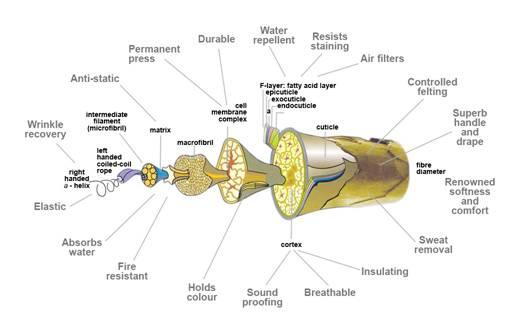 Water
repellent
Resists
staining
Durable
Permanent
press
Air filters
Anti-static
Controlled
felting
F-layer: fatty acid layer
epicuticle
exocuticle
a endocuticle
cell
membrane
complex
intermediate
filament
(microfibril)
matrix
macrofibril
cuticle
Wrinkle
recovery
Superb
handle
and
drape
left
handed
coiled-coil
rope
right
handed
a - helix
fibre
diameter
Renowned
softness
and
comfort
Elastic
Absorbs
water
cortex
Sweat
removal
Fire
resistant
Insulating
Holds
colour
Sound
proofing
Breathable